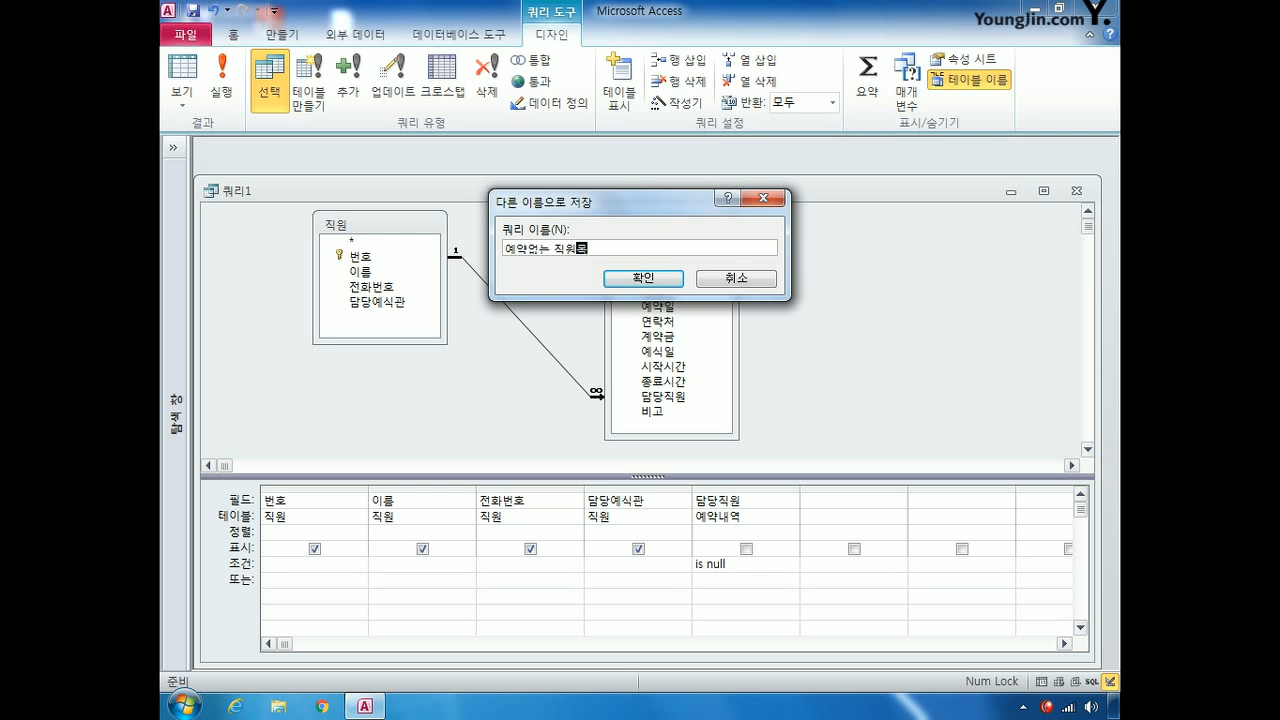 쿼리 도구
Microsoft Access
YoungJin.com Y.
파일
홈
만들기
외부 데이터
데이터베이스 도구
디자인
보기
실행
선택
테이블
만들기
추가
업데이트
크로스탭
삭제
통합
통과
데이터 정의
테이블
표시
행 삽입
행 삭제
작성기
열 삽입
열 삭제
반환: 모두
요약
매개
변수
속성 시트
테이블 이름
결과
쿼리 유형
쿼리 설정
표시/숨기기
쿼리1
다른 이름으로 저장
쿼리 이름(N):
예약없는 직원목
확인
취소
직원
*
번호
이름
전화번호
담당예식관
1
∞
예약일
연락처
계약금
예식일
시작시간
종료시간
담당직원
비고
탐색 창
필드: 번호 이름 전화번호 담당예식관 담당직원
테이블: 직원 직원 직원 직원 예약내역
정렬:
표시:
조건: is null
또는:
준비
Num Lock
SQL